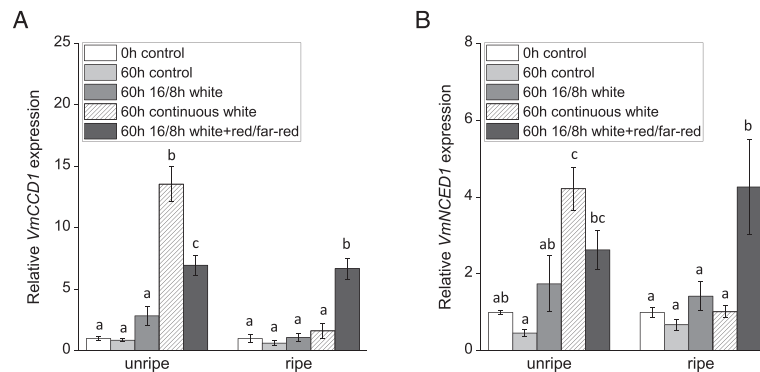 A
Relative VmCCD1 expression
25
20
15
10
5
0
0h control
60h control
60h 16/8h white
60h continuous white
60h 16/8h white+red/far-red
a
a
a
b
c
a
a
a
a
b
unripe
ripe
B
Relative VmNCED1 expression
8
6
4
2
0
0h control
60h control
60h 16/8h white
60h continuous white
60h 16/8h white+red/far-red
ab
a
ab
c
bc
a
a
a
a
b
unripe
ripe